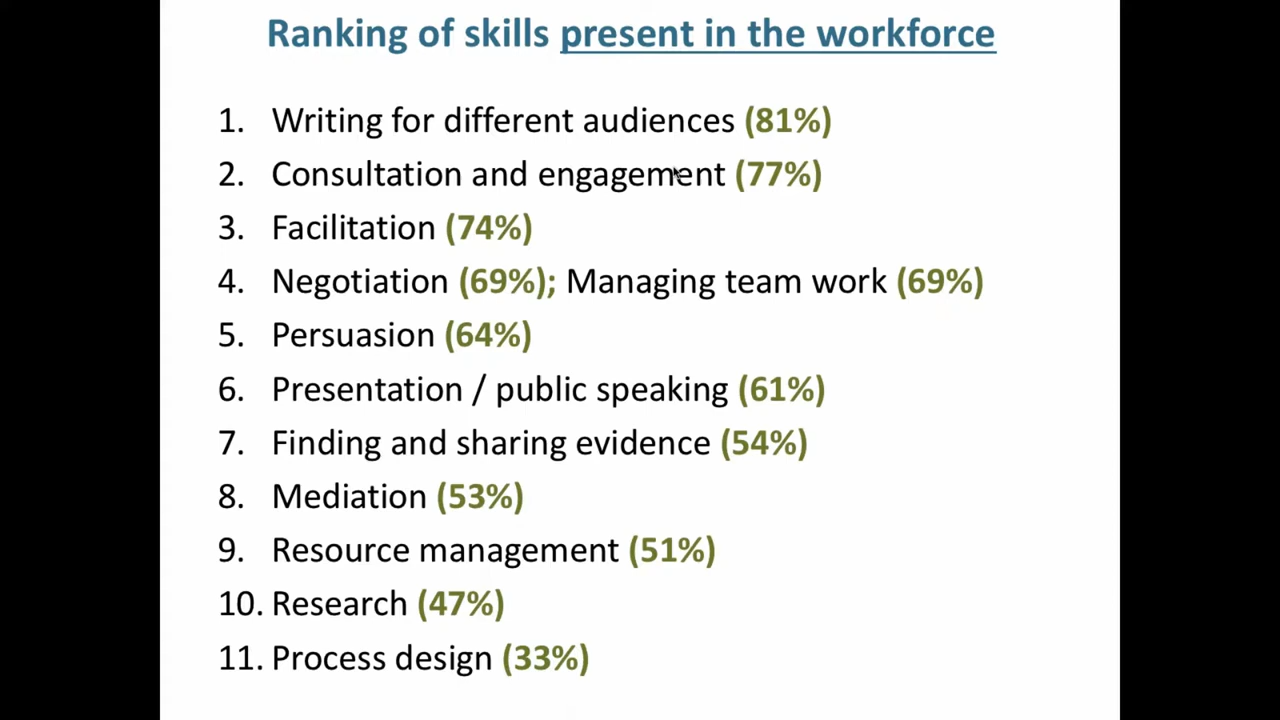 Ranking of skills present in the workforce
1. Writing for different audiences (81%)
2. Consultation and engagement (77%)
3. Facilitation (74%)
4. Negotiation (69%); Managing team work (69%)
5. Persuasion (64%)
6. Presentation / public speaking (61%)
7. Finding and sharing evidence (54%)
8. Mediation (53%)
9. Resource management (51%)
10. Research (47%)
11. Process design (33%)